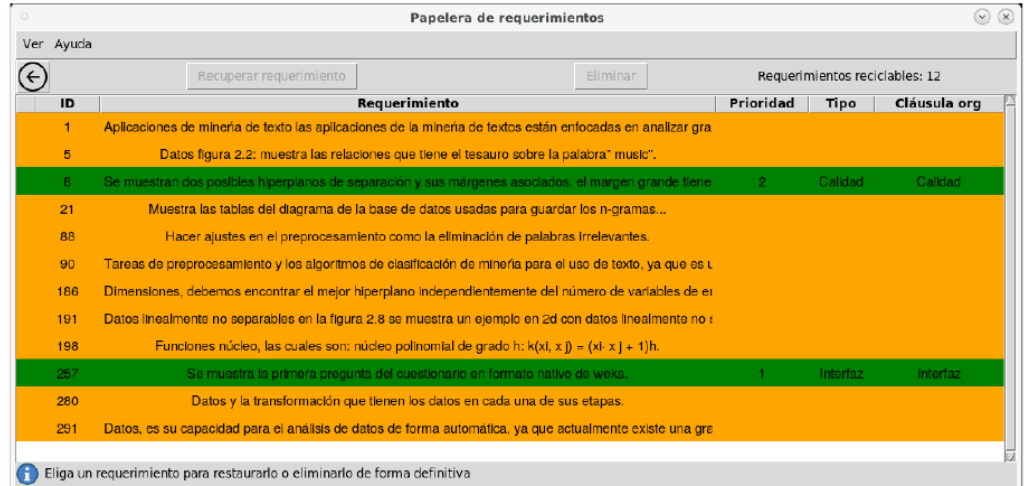 Papelera de requerimientos
Ver Ayuda
Recuperar requerimiento Eliminar Requerimientos reciclables: 12
ID Requerimiento Prioridad Tipo Cláusula org
1 Aplicaciones de minería de texto las aplicaciones de la minería de textos están enfocadas en analizar gra
5 Datos figura 2.2: muestra las relaciones que tiene el tesauro sobre la palabra" music".
6 Se muestran dos posibles hiperplanos de separación y sus márgenes asociados. el margen grande tiene 2 Calidad Calidad
21 Muestra las tablas del diagrama de la base de datos usadas para guardar los n-gramas...
88 Hacer ajustes en el preprocesamiento como la eliminación de palabras irrelevantes.
90 Tareas de preprocesamiento y los algoritmos de clasificación de minería para el uso de texto, ya que es
186 Dimensiones, debemos encontrar el mejor hiperplano independientemente del número de variables de
191 Datos linealmente no separables en la figura 2.8 se muestra un ejemplo en 2d con datos linealmente no
198 Funciones núcleo, las cuales son: núcleo polinomial de grado h: k(xi, x j) = (xi· x j + 1)h.
257 Se muestra la primera pregunta del cuestionario en formato nativo de weka. 1 Interfaz Interfaz
280 Datos y la transformación que tienen los datos en cada una de sus etapas.
291 Datos, es su capacidad para el análisis de datos de forma automática, ya que actualmente existe una gra
Eliga un requerimiento para restaurarlo o eliminarlo de forma definitiva